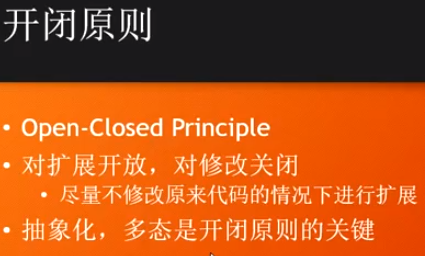 开闭原则
• Open-Closed Principle
• 对扩展开放，对修改关闭
• 尽量不修改原来代码的情况下进行扩展
• 抽象化，多态是开闭原则的关键